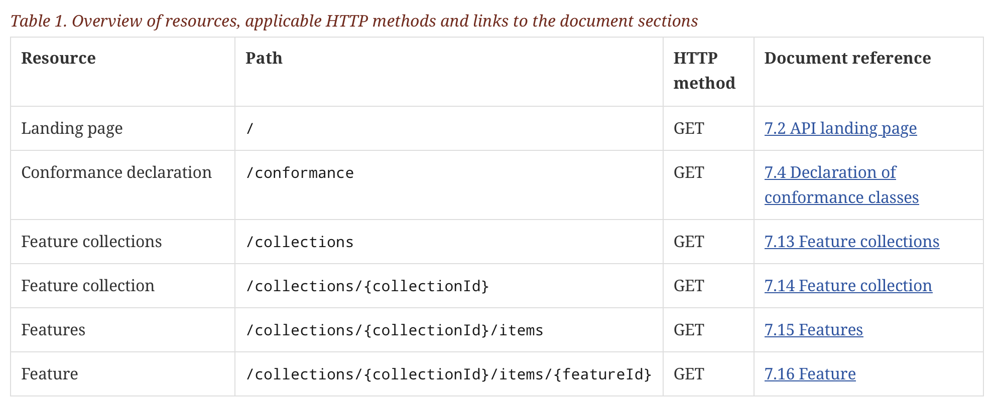 Table 1. Overview of resources, applicable HTTP methods and links to the document sections
Resource Path HTTP method Document reference
Landing page / GET 7.2 API landing page
Conformance declaration /conformance GET 7.4 Declaration of conformance classes
Feature collections /collections GET 7.13 Feature collections
Feature collection /collections/{collectionId} GET 7.14 Feature collection
Features /collections/{collectionId}/items GET 7.15 Features
Feature /collections/{collectionId}/items/{featureId} GET 7.16 Feature